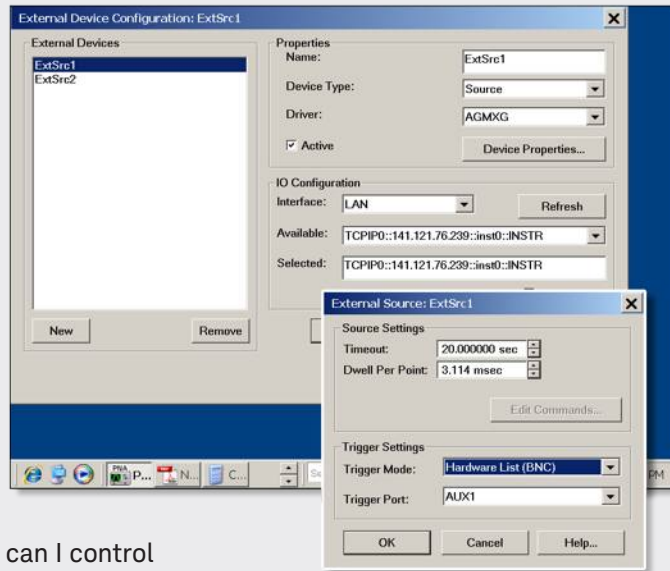 External Device Configuration: ExtSrc1
External Devices
ExtSrc1
ExtSrc2
New
Remove
Properties
Name:
ExtSrc1
Device Type:
Source
Driver:
AGMXG
Active
Device Properties...
IO Configuration
Interface:
LAN
Refresh
Available:
TCPIP0::141.121.76.239::inst0::INSTR
Selected:
TCPIP0::141.121.76.239::inst0::INSTR
External Source: ExtSrc1
Source Settings
Timeout:
20.000000 sec
Dwell Per Point:
3.114 msec
Edit Commands...
Trigger Settings
Trigger Mode:
Hardware List (BNC)
Trigger Port:
AUX1
OK
Cancel
Help...
PNA
P...
N...
C...
PM
can I control